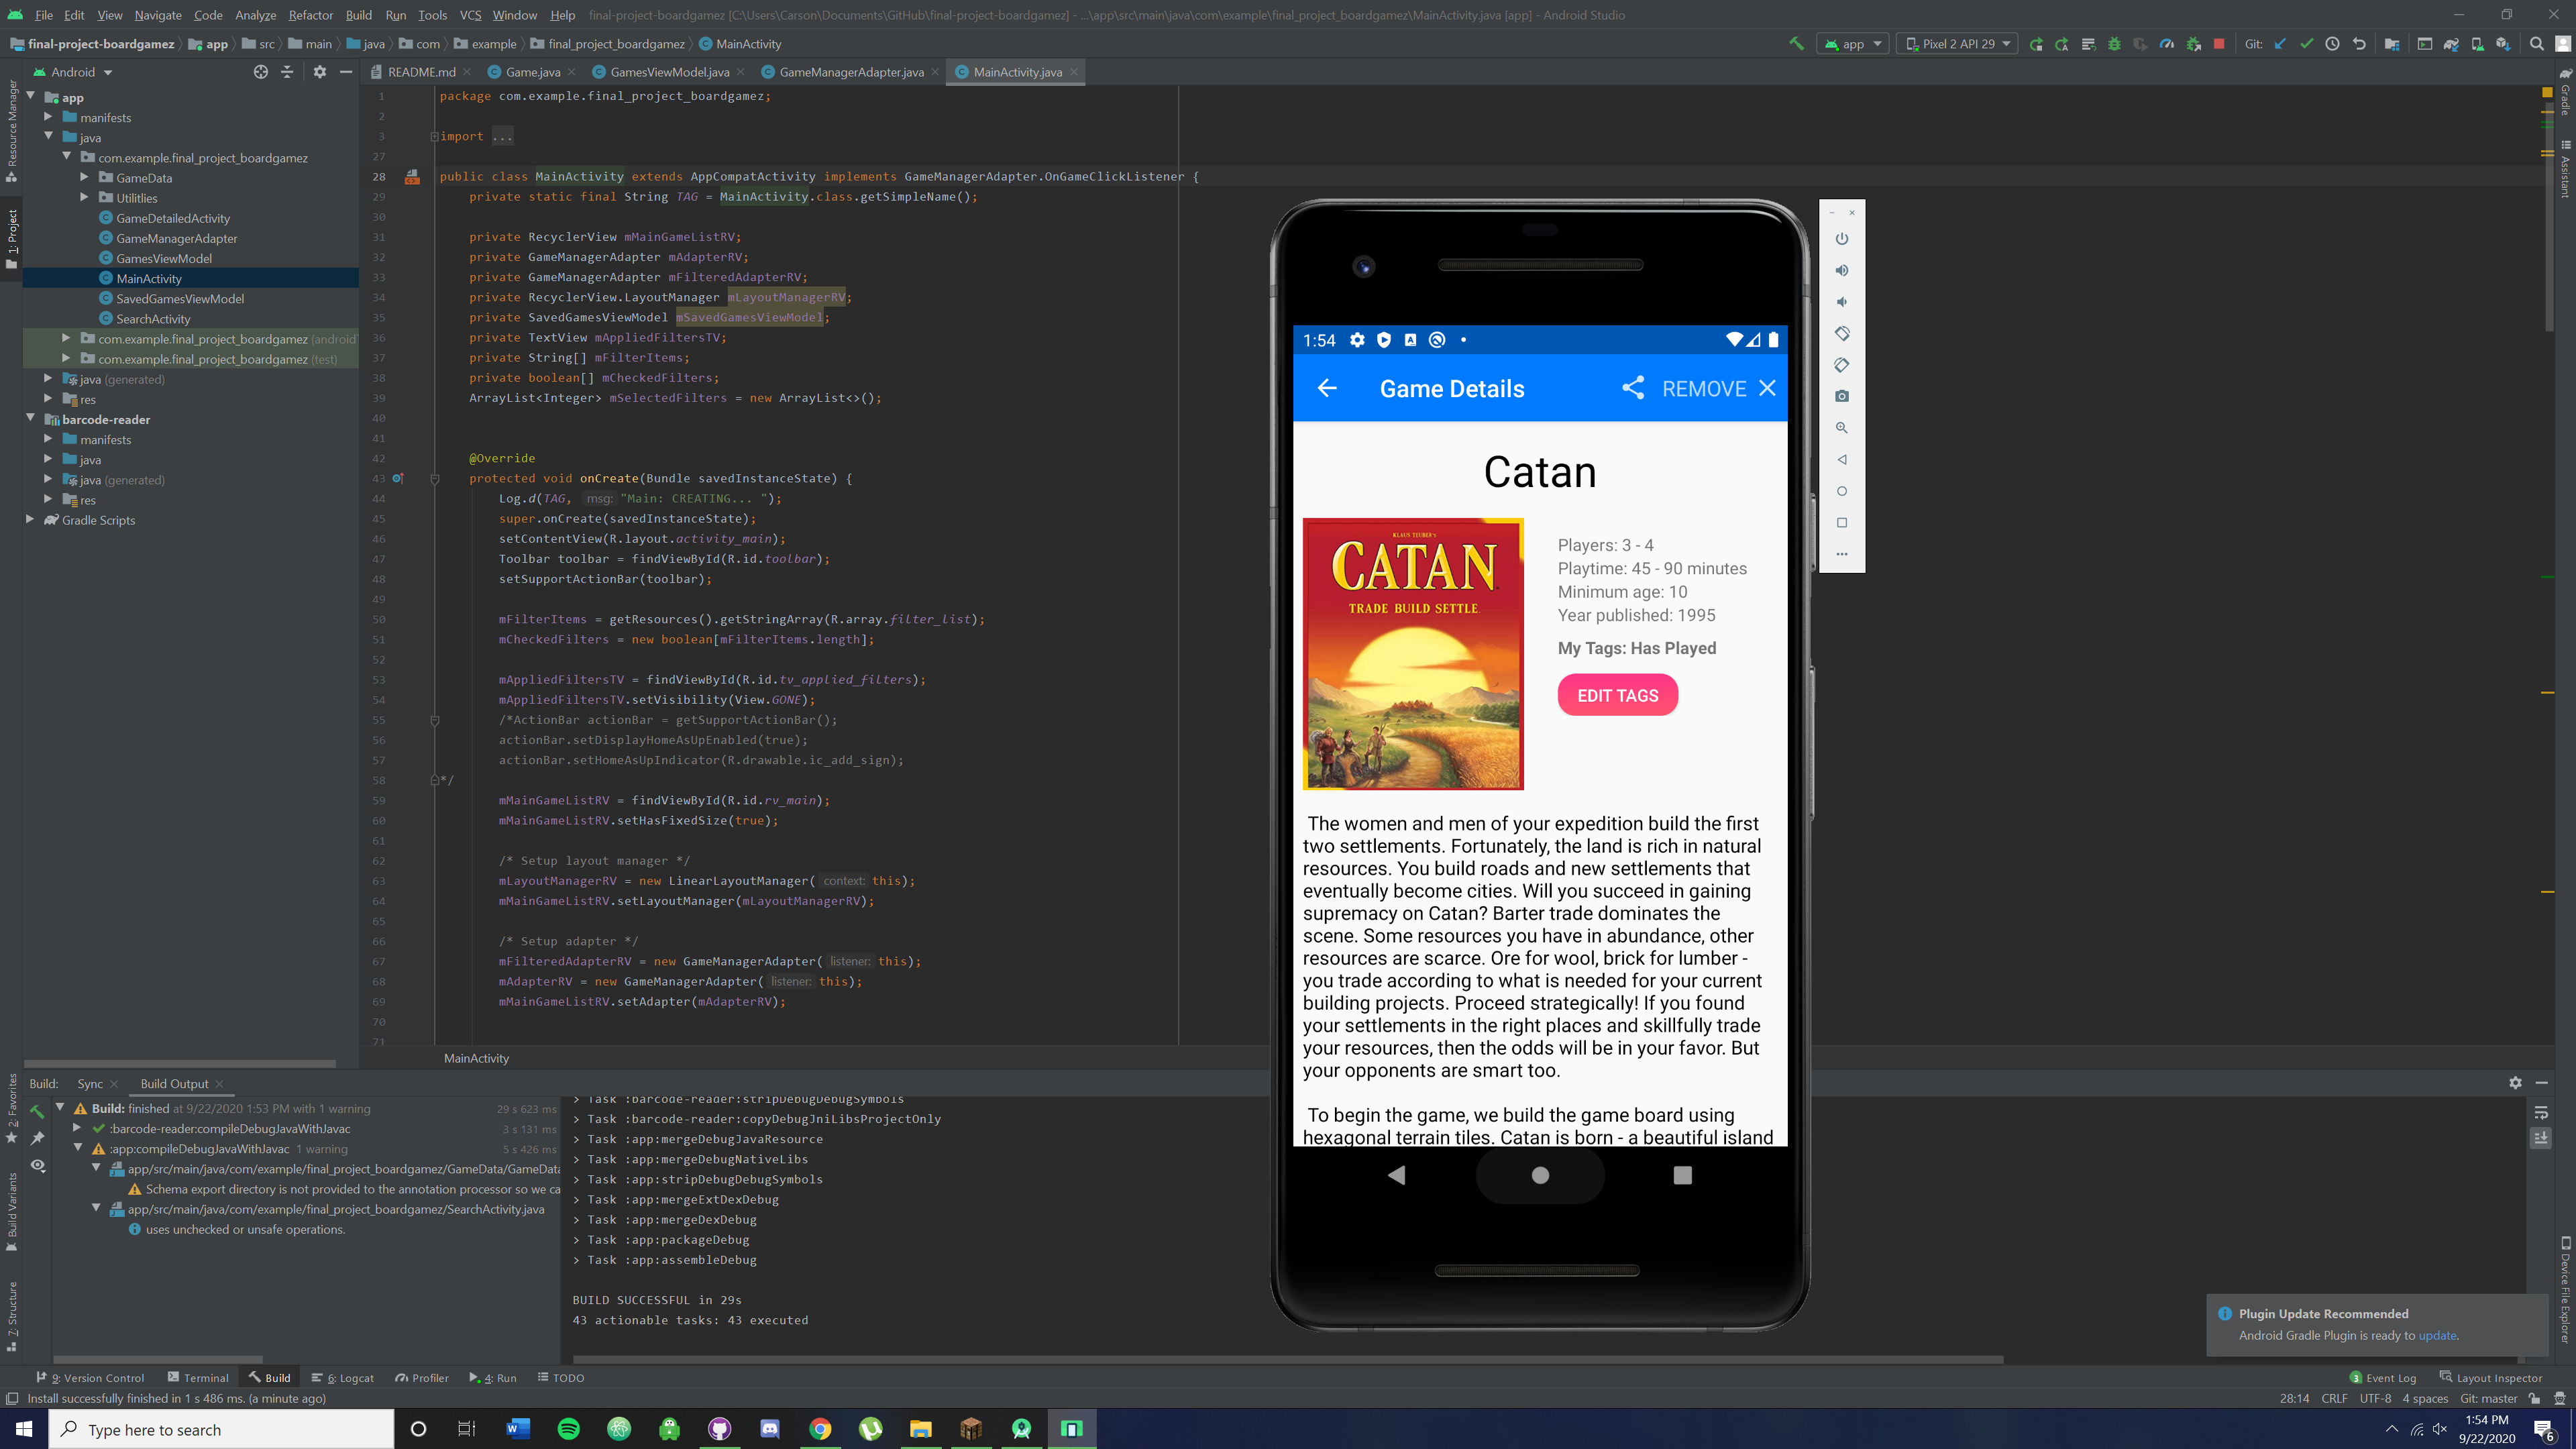 File Edit View Navigate Code Analyze Refactor Build Run Tools VCS Window Help final-project-boardgamez [C:\Users\Carson\Documents\GitHub\final-project-boardgamez] - ...\app\src\main\java\com\example\final_project_boardgamez\MainActivity.java [app] - Android Studio
final-project-boardgamez app src main java com example final_project_boardgamez MainActivity app Pixel 2 API 29 Git:
Android
README.md Game.java GamesViewModel.java GameManagerAdapter.java MainActivity.java
Resource Manager
1: Project
2: Favorites
Build Variants
7: Structure
app
manifests
java
com.example.final_project_boardgamez
GameData
Utilitlies
GameDetailedActivity
GameManagerAdapter
GamesViewModel
MainActivity
SavedGamesViewModel
SearchActivity
com.example.final_project_boardgamez (android
com.example.final_project_boardgamez (test)
java (generated)
res
barcode-reader
manifests
java
java (generated)
res
Gradle Scripts
1 package com.example.final_project_boardgamez;
2
3 import ...
27
28 public class MainActivity extends AppCompatActivity implements GameManagerAdapter.OnGameClickListener {
29 private static final String TAG = MainActivity.class.getSimpleName();
30
31 private RecyclerView mMainGameListRV;
32 private GameManagerAdapter mAdapterRV;
33 private GameManagerAdapter mFilteredAdapterRV;
34 private RecyclerView.LayoutManager mLayoutManagerRV;
35 private SavedGamesViewModel mSavedGamesViewModel;
36 private TextView mAppliedFiltersTV;
37 private String[] mFilterItems;
38 private boolean[] mCheckedFilters;
39 ArrayList<Integer> mSelectedFilters = new ArrayList<>();
40
41
42 @Override
43 protected void onCreate(Bundle savedInstanceState) {
44 Log.d(TAG, msg: "Main: CREATING... ");
45 super.onCreate(savedInstanceState);
46 setContentView(R.layout.activity_main);
47 Toolbar toolbar = findViewById(R.id.toolbar);
48 setSupportActionBar(toolbar);
49
50 mFilterItems = getResources().getStringArray(R.array.filter_list);
51 mCheckedFilters = new boolean[mFilterItems.length];
52
53 mAppliedFiltersTV = findViewById(R.id.tv_applied_filters);
54 mAppliedFiltersTV.setVisibility(View.GONE);
55 /*ActionBar actionBar = getSupportActionBar();
56 actionBar.setDisplayHomeAsUpEnabled(true);
57 actionBar.setHomeAsUpIndicator(R.drawable.ic_add_sign);
58 */
59 mMainGameListRV = findViewById(R.id.rv_main);
60 mMainGameListRV.setHasFixedSize(true);
61
62 /* Setup layout manager */
63 mLayoutManagerRV = new LinearLayoutManager( context: this);
64 mMainGameListRV.setLayoutManager(mLayoutManagerRV);
65
66 /* Setup adapter */
67 mFilteredAdapterRV = new GameManagerAdapter( listener: this);
68 mAdapterRV = new GameManagerAdapter( listener: this);
69 mMainGameListRV.setAdapter(mAdapterRV);
70
71
MainActivity
1:54
Game Details REMOVE
Catan
KLAUS TEUBER'S
CATAN
TRADE BUILD SETTLE
Players: 3 - 4
Playtime: 45 - 90 minutes
Minimum age: 10
Year published: 1995
My Tags: Has Played
EDIT TAGS
The women and men of your expedition build the first
two settlements. Fortunately, the land is rich in natural
resources. You build roads and new settlements that
eventually become cities. Will you succeed in gaining
supremacy on Catan? Barter trade dominates the
scene. Some resources you have in abundance, other
resources are scarce. Ore for wool, brick for lumber -
you trade according to what is needed for your current
building projects. Proceed strategically! If you found
your settlements in the right places and skillfully trade
your resources, then the odds will be in your favor. But
your opponents are smart too.
To begin the game, we build the game board using
hexagonal terrain tiles. Catan is born - a beautiful island
Gradle
Assistant
Device File Explorer
Build: Sync Build Output
Build: finished at 9/22/2020 1:53 PM with 1 warning 29 s 623 ms
:barcode-reader:compileDebugJavaWithJavac 3 s 131 ms
:app:compileDebugJavaWithJavac 1 warning 5 s 426 ms
app/src/main/java/com/example/final_project_boardgamez/GameData/GameData
Schema export directory is not provided to the annotation processor so we ca
app/src/main/java/com/example/final_project_boardgamez/SearchActivity.java
uses unchecked or unsafe operations.
> Task :barcode-reader:stripDebugDebugSymbols
> Task :barcode-reader:copyDebugJniLibsProjectOnly
> Task :app:mergeDebugJavaResource
> Task :app:mergeDebugNativeLibs
> Task :app:stripDebugDebugSymbols
> Task :app:mergeExtDexDebug
> Task :app:mergeDexDebug
> Task :app:packageDebug
> Task :app:assembleDebug
BUILD SUCCESSFUL in 29s
43 actionable tasks: 43 executed
Plugin Update Recommended
Android Gradle Plugin is ready to update.
9: Version Control Terminal Build 6: Logcat Profiler 4: Run TODO 3 Event Log Layout Inspector
Install successfully finished in 1 s 486 ms. (a minute ago) 28:14 CRLF UTF-8 4 spaces Git: master
Type here to search
1:54 PM
9/22/2020
6